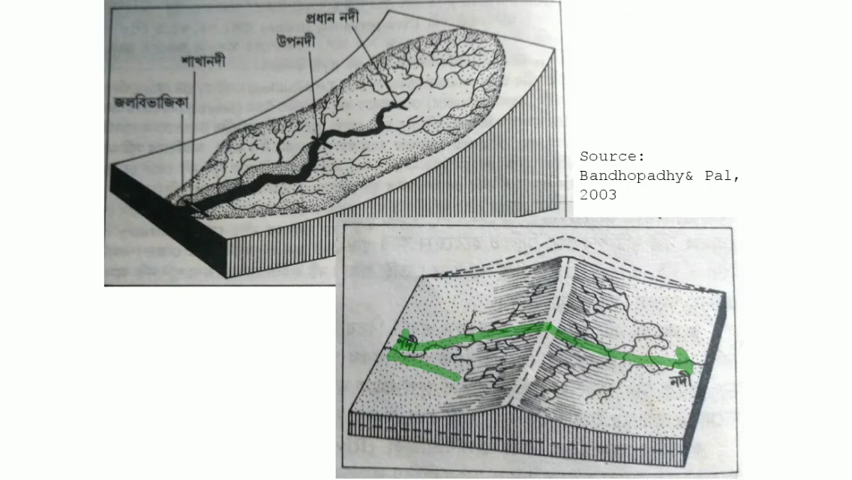 প্রধান নদী
উপনদী
শাখানদী
জলবিভাজিকা
Source:
Bandhopadhy& Pal,
2003
নদী
নদী